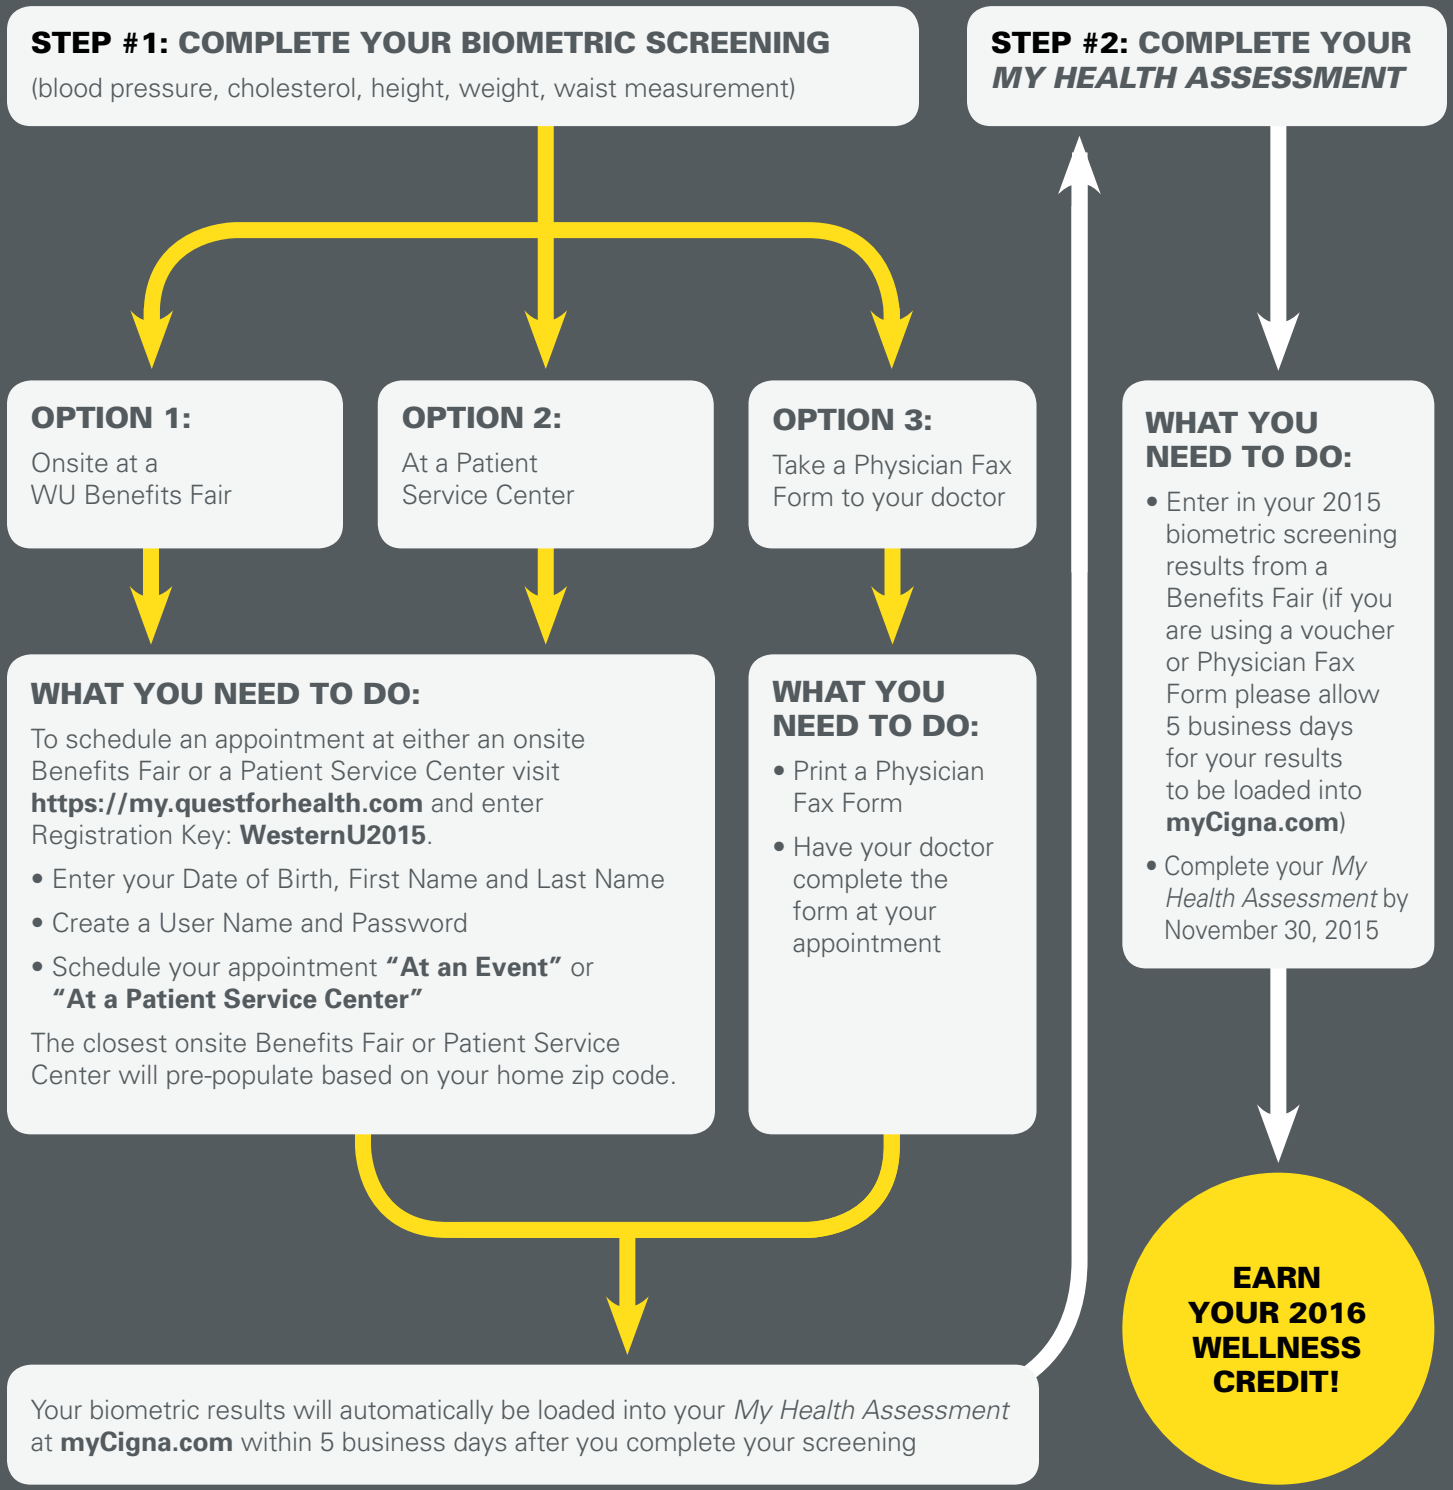 STEP #1: COMPLETE YOUR BIOMETRIC SCREENING
(blood pressure, cholesterol, height, weight, waist measurement)
OPTION 1:
Onsite at a
WU Benefits Fair
OPTION 2:
At a Patient
Service Center
OPTION 3:
Take a Physician Fax
Form to your doctor
WHAT YOU NEED TO DO:
To schedule an appointment at either an onsite
Benefits Fair or a Patient Service Center visit
https://my.questforhealth.com and enter
Registration Key: WesternU2015.
• Enter your Date of Birth, First Name and Last Name
• Create a User Name and Password
• Schedule your appointment “At an Event” or
“At a Patient Service Center”
The closest onsite Benefits Fair or Patient Service
Center will pre-populate based on your home zip code.
WHAT YOU
NEED TO DO:
• Print a Physician
Fax Form
• Have your doctor
complete the
form at your
appointment
Your biometric results will automatically be loaded into your My Health Assessment
at myCigna.com within 5 business days after you complete your screening
STEP #2: COMPLETE YOUR
MY HEALTH ASSESSMENT
WHAT YOU
NEED TO DO:
• Enter in your 2015
biometric screening
results from a
Benefits Fair (if you
are using a voucher
or Physician Fax
Form please allow
5 business days
for your results
to be loaded into
myCigna.com)
• Complete your My
Health Assessment by
November 30, 2015
EARN
YOUR 2016
WELLNESS
CREDIT!